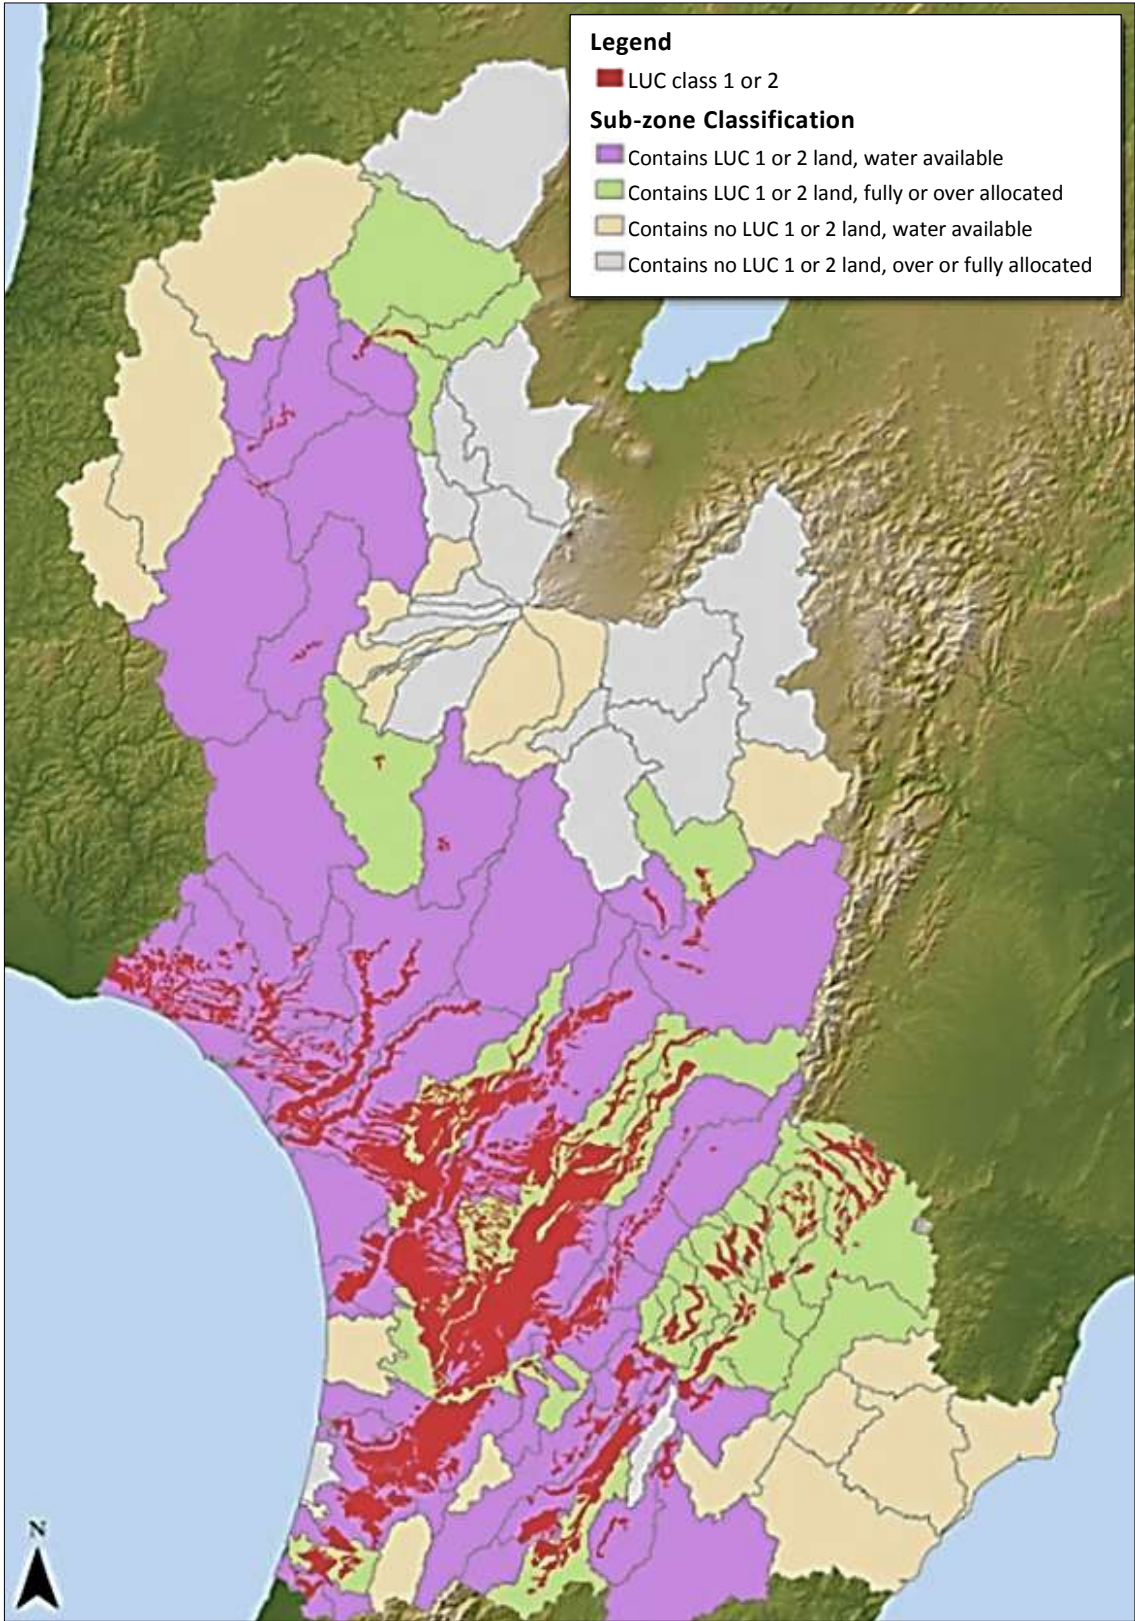 Legend
LUC class 1 or 2
Sub-zone Classification
Contains LUC 1 or 2 land, water available
Contains LUC 1 or 2 land, fully or over allocated
Contains no LUC 1 or 2 land, water available
Contains no LUC 1 or 2 land, over or fully allocated
N